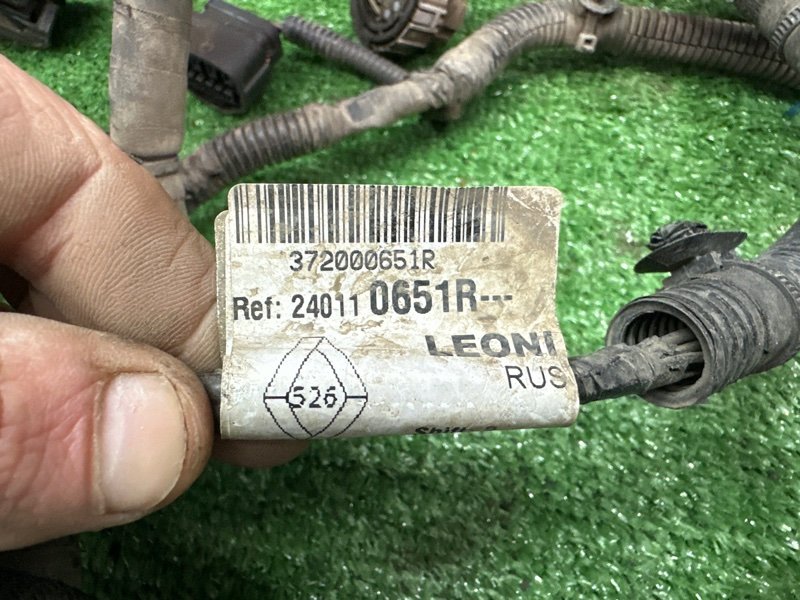 372000651R
Ref: 24011 0651R---
LEONI
RUS
526